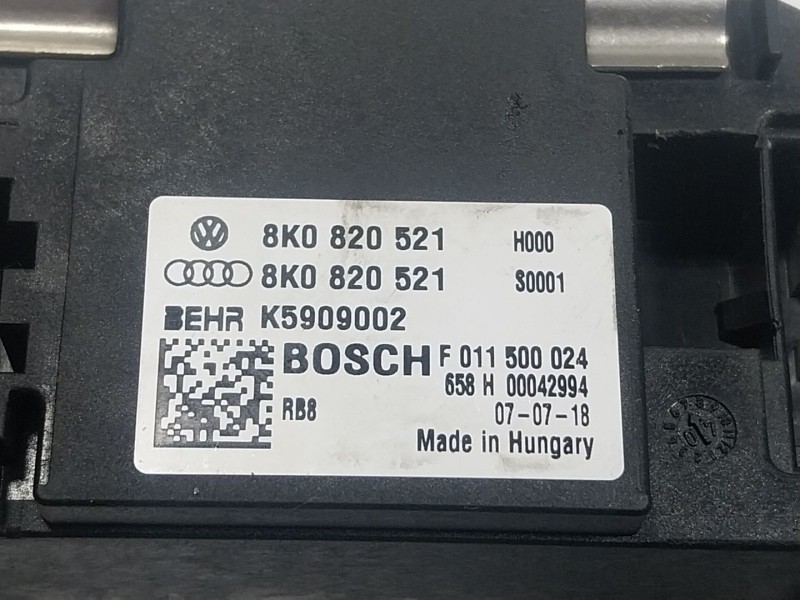 8K0 820 521 H000
8K0 820 521 S0001
BEHR K5909002
BOSCH F 011 500 024
658 H 00042994
RB8 07-07-18
Made in Hungary